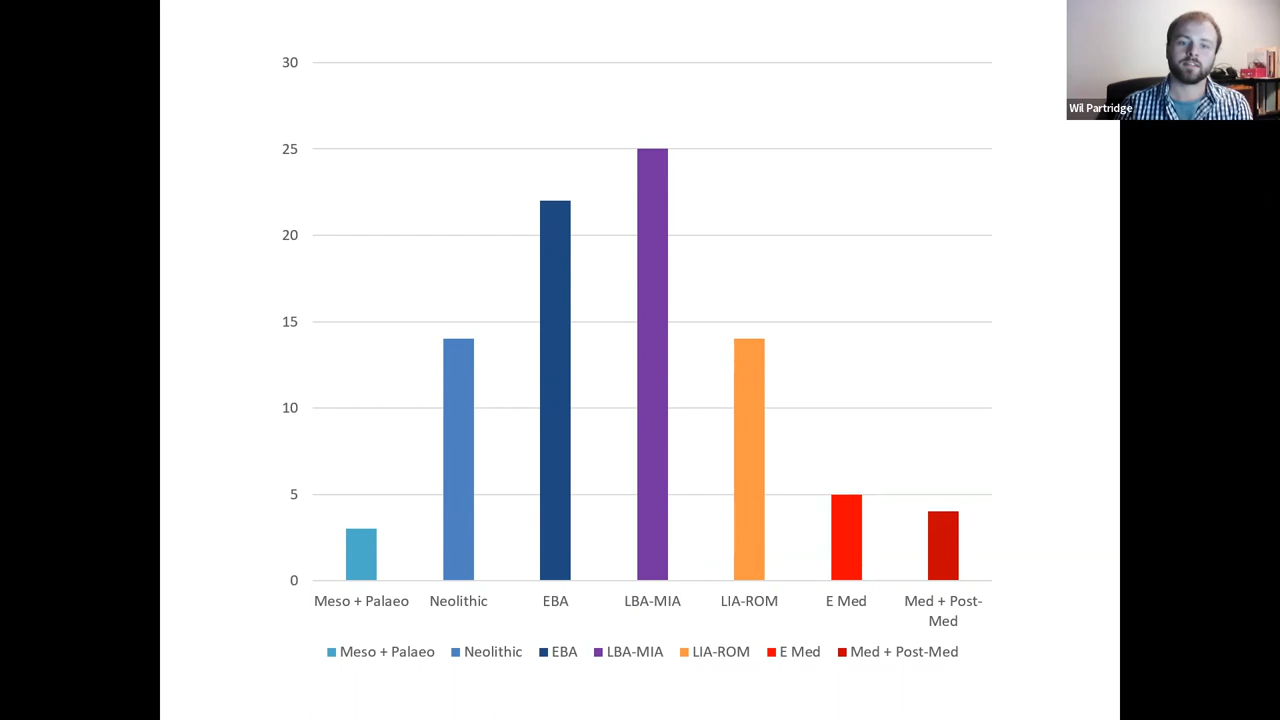 Wil Partridge
30
25
20
15
10
5
0
Meso + Palaeo Neolithic EBA LBA-MIA LIA-ROM E Med Med + Post-
Med
Meso + Palaeo Neolithic EBA LBA-MIA LIA-ROM E Med Med + Post-Med